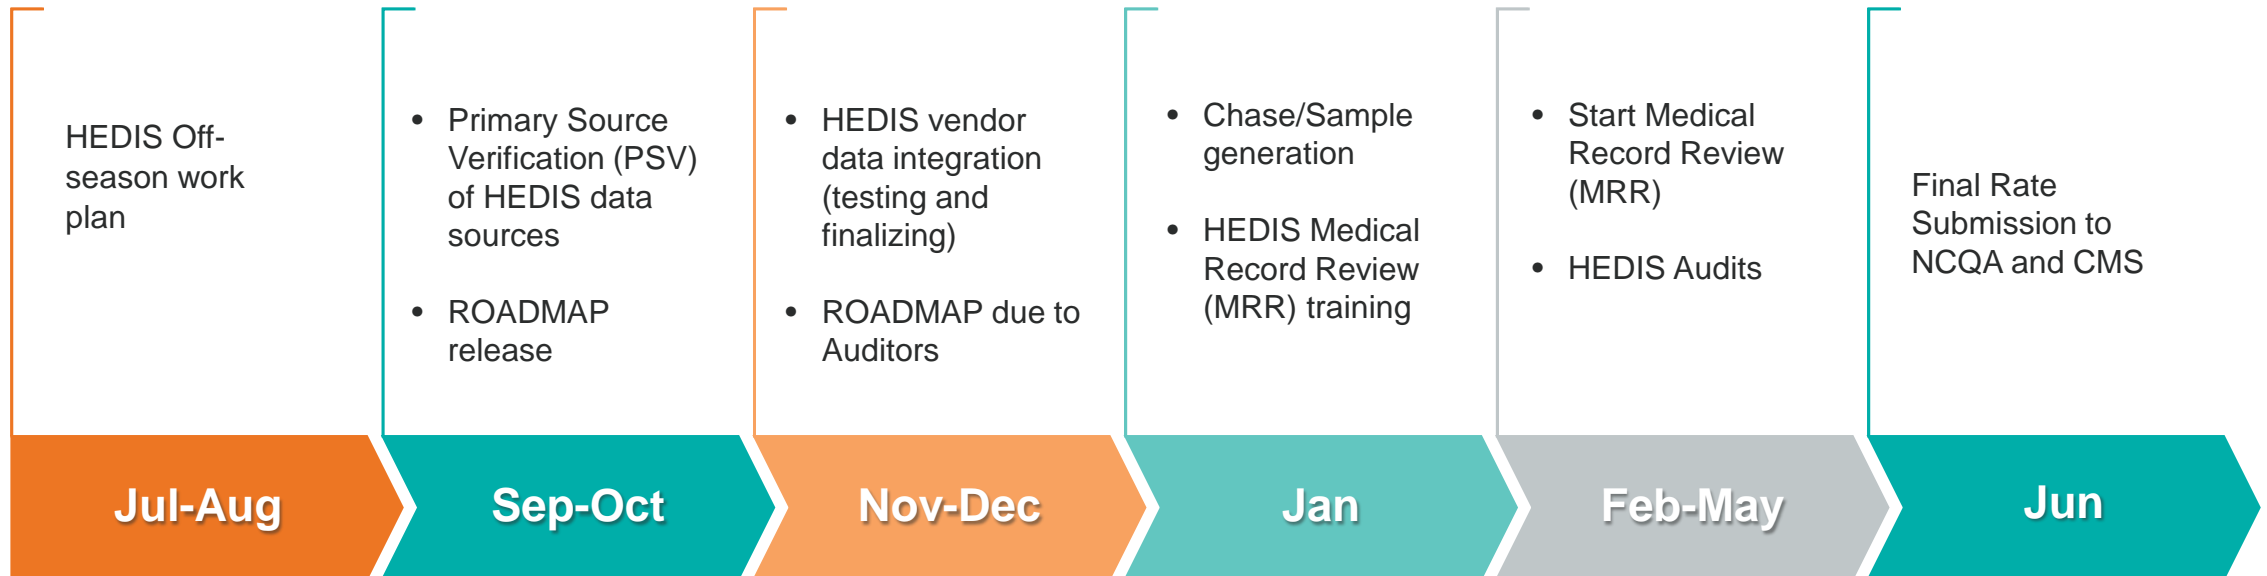 HEDIS Off-
season work
plan
• Primary Source
Verification (PSV)
of HEDIS data
sources
• ROADMAP
release
• HEDIS vendor
data integration
(testing and
finalizing)
• ROADMAP due to
Auditors
• Chase/Sample
generation
• HEDIS Medical
Record Review
(MRR) training
• Start Medical
Record Review
(MRR)
• HEDIS Audits
Final Rate
Submission to
NCQA and CMS
Jul-Aug
Sep-Oct
Nov-Dec
Jan
Feb-May
Jun